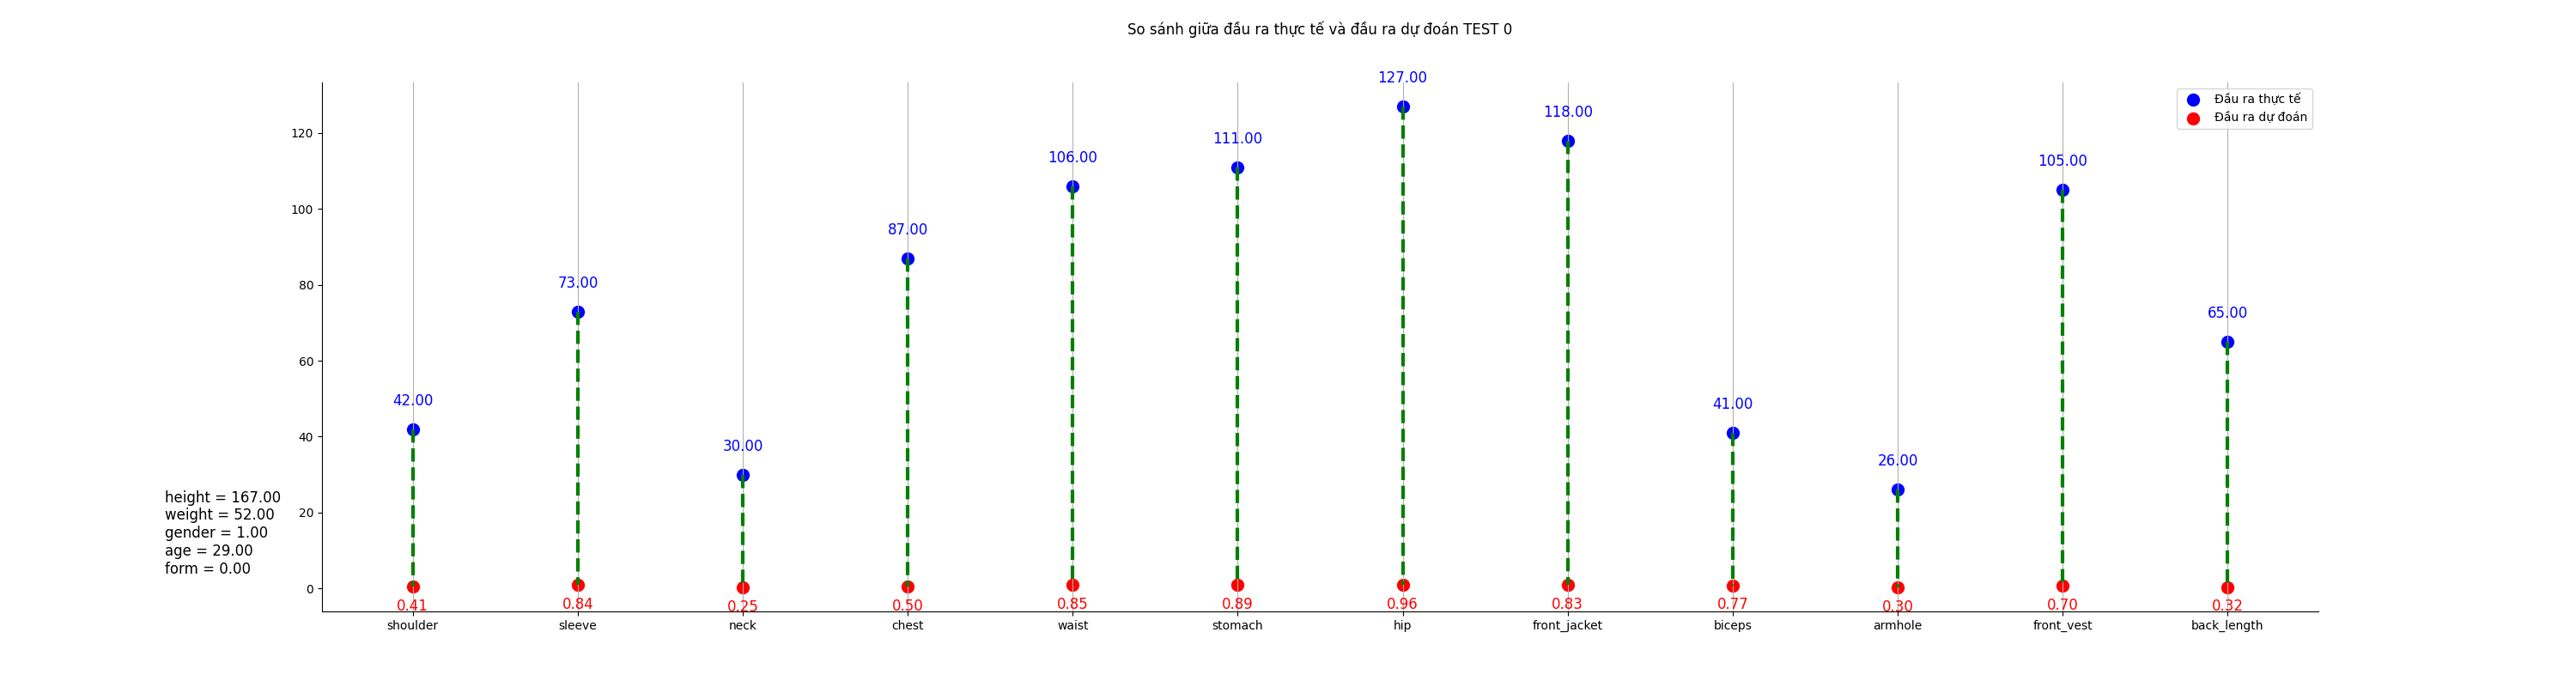 So sánh giữa đầu ra thực tế và đầu ra dự đoán TEST 0
127.00
118.00
111.00
106.00
105.00
87.00
73.00
65.00
42.00
41.00
30.00
26.00
Đầu ra thực tế
Đầu ra dự đoán
120
100
80
60
40
20
0
height = 167.00
weight = 52.00
gender = 1.00
age = 29.00
form = 0.00
0.41 0.84 0.25 0.50 0.85 0.89 0.96 0.83 0.77 0.30 0.70 0.32
shoulder sleeve neck chest waist stomach hip front_jacket biceps armhole front_vest back_length